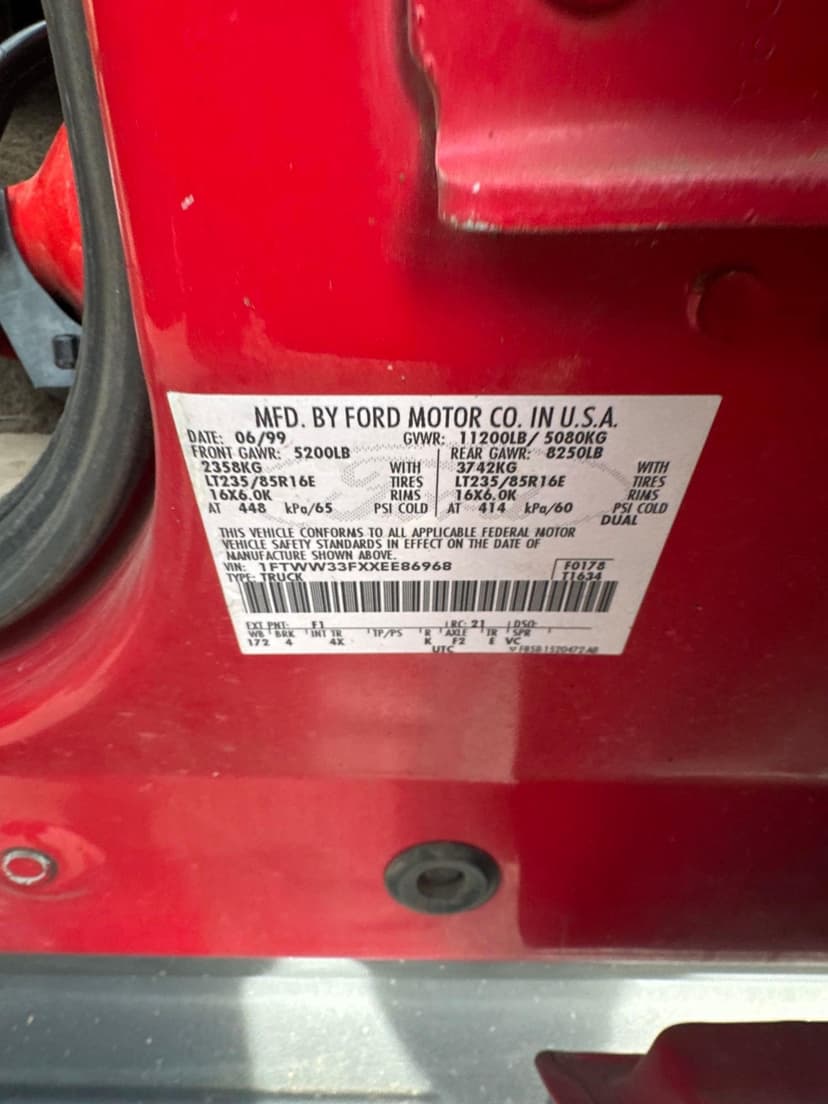 MFD. BY FORD MOTOR CO. IN U.S.A.
DATE: 06/99 GVWR: 11200LB/ 5080KG
FRONT GAWR: 5200LB REAR GAWR: 8250LB
2358KG WITH 3742KG WITH
LT235/85R16E TIRES LT235/85R16E TIRES
16X6.0K RIMS 16X6.0K RIMS
AT 448 kPa/65 PSI COLD AT 414 kPa/60 PSI COLD
DUAL
THIS VEHICLE CONFORMS TO ALL APPLICABLE FEDERAL MOTOR
VEHICLE SAFETY STANDARDS IN EFFECT ON THE DATE OF
MANUFACTURE SHOWN ABOVE.
VIN: 1FTWW33FXXEE86968 F0178
TYPE: TRUCK T1634
EXT PNT: F1 RC: 21 DSO:
WB BRK INT TR TP/PS R AXLE TR SPR
172 4 4X K F2 E VC
UTC